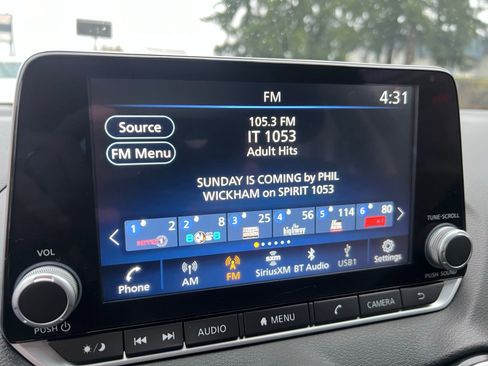 FM
4:31
Source
FM Menu
105.3 FM
IT 1053
Adult Hits
SUNDAY IS COMING by PHIL
WICKHAM on SPIRIT 1053
1 2
2 8
3 25
4 56
5 114
6 80
Phone
AM
FM
sxm
SiriusXM
BT Audio
USB1
Settings
VOL
PUSH
TUNE·SCROLL
PUSH SOUND
AUDIO
MENU
CAMERA